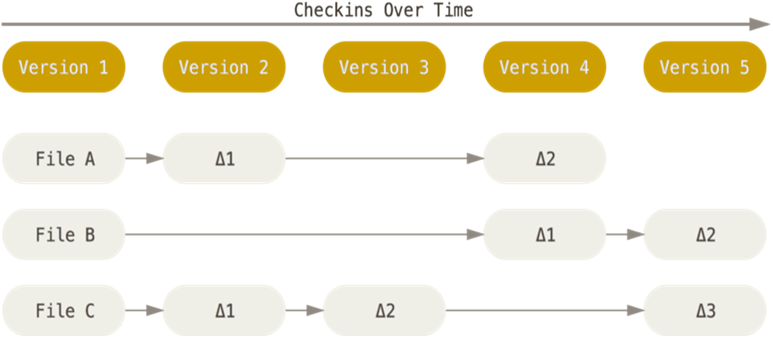 Checkins Over Time
Version 1 Version 2 Version 3 Version 4 Version 5
File A Δ1 Δ2
File B Δ1 Δ2
File C Δ1 Δ2 Δ3